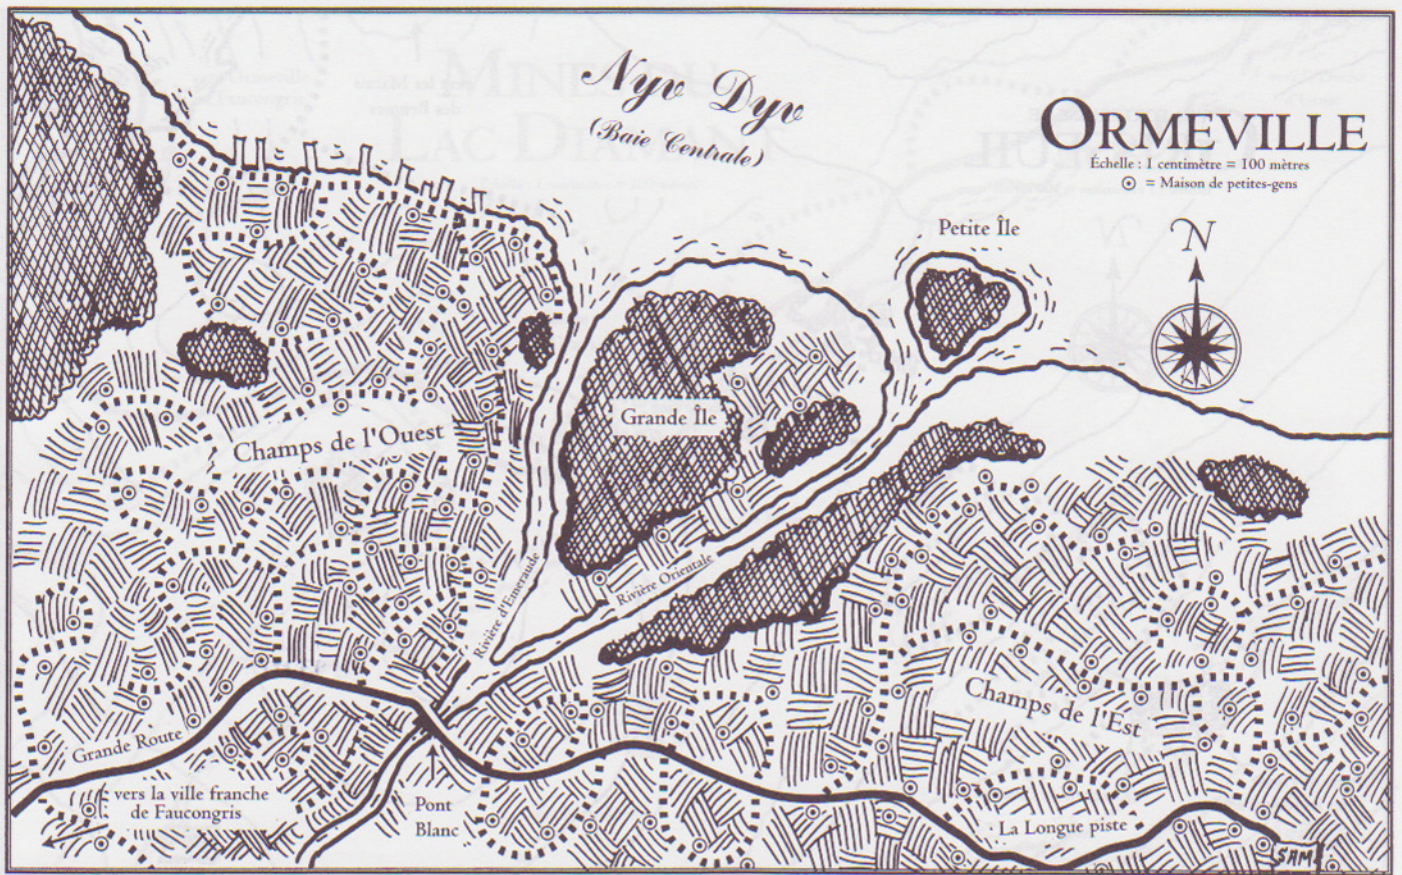 Nyv Dyv
(Baie Centrale)
ORMEVILLE
Échelle : 1 centimètre = 100 mètres
= Maison de petites-gens
N
Petite Île
Grande Île
Champs de l'Ouest
Rivière d'Emeraude
Rivière Orientale
Champs de l'Est
Grande Route
vers la ville franche
de Faucongris
Pont
Blanc
La Longue piste
SAM